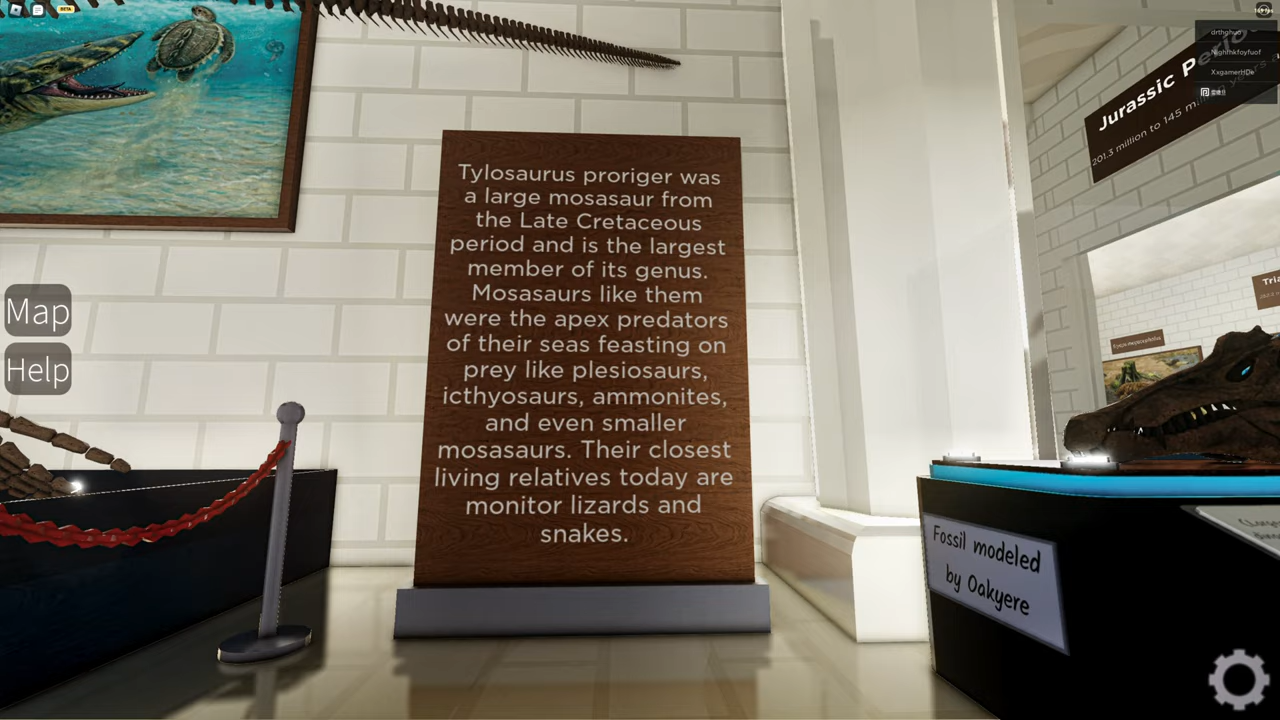 BETA
drthghuo
XxgamerHDe
Jurassic
201.3 million to 145
Tylosaurus proriger was
a large mosasaur from
the Late Cretaceous
period and is the largest
member of its genus.
Mosasaurs like them
were the apex predators
of their seas feasting on
prey like plesiosaurs,
icthyosaurs, ammonites,
and even smaller
mosasaurs. Their closest
living relatives today are
monitor lizards and
snakes.
Map
Help
Fossil modeled
by Oakyere